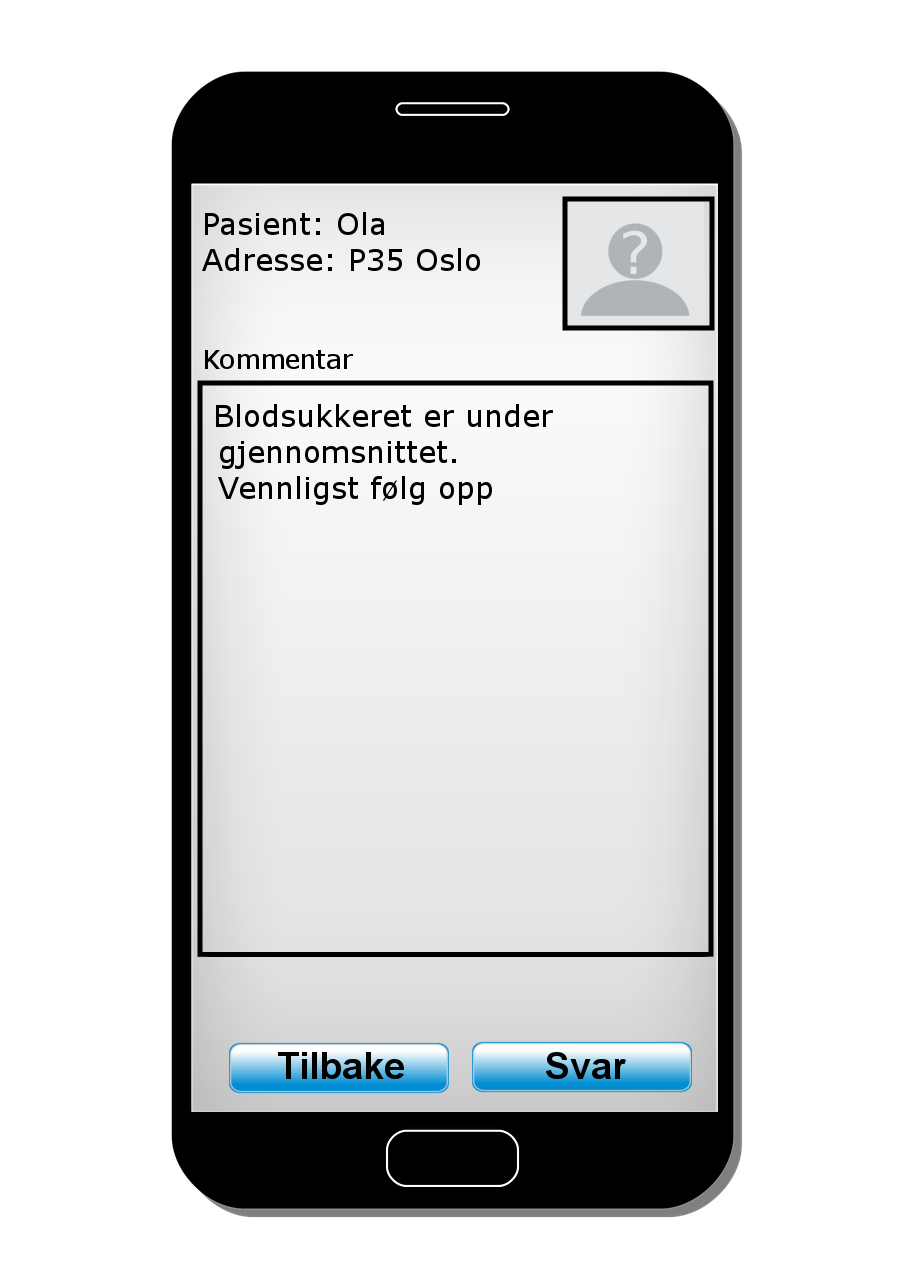 Pasient: Ola
Adresse: P35 Oslo
?
Kommentar
Blodsukkeret er under
gjennomsnittet.
Vennligst følg opp
Tilbake
Svar